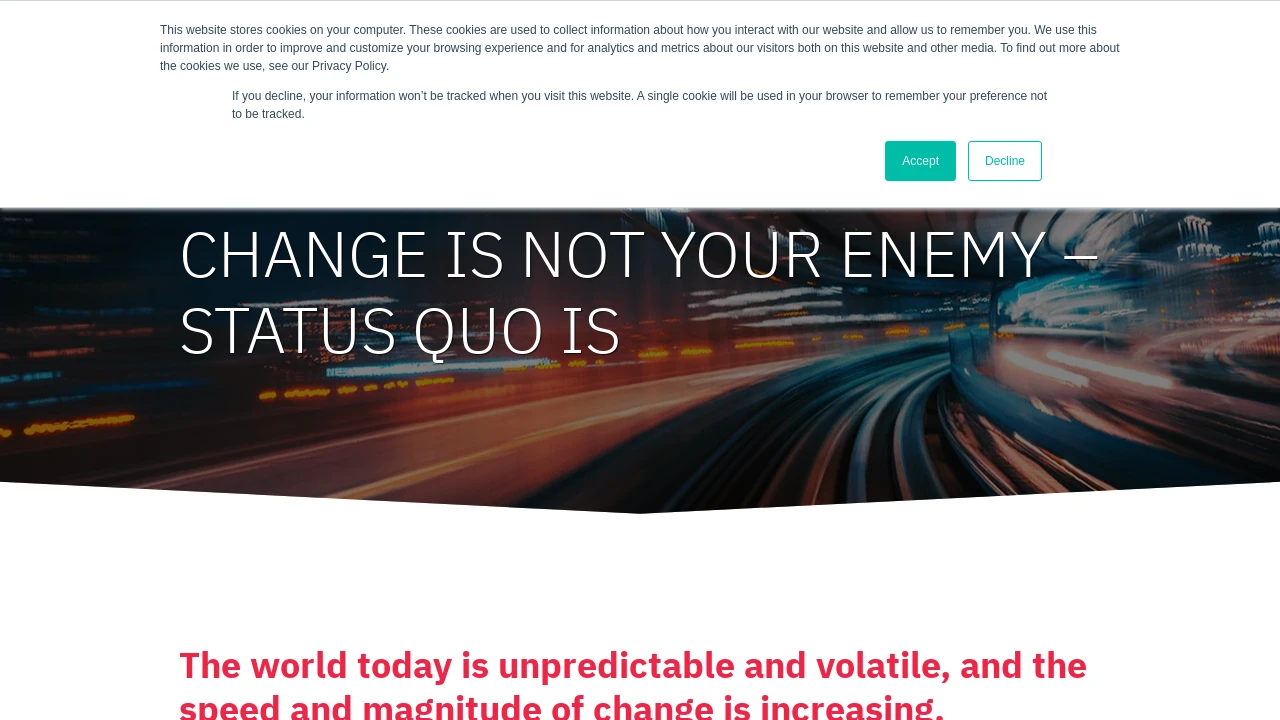 This website stores cookies on your computer. These cookies are used to collect information about how you interact with our website and allow us to remember you. We use this
information in order to improve and customize your browsing experience and for analytics and metrics about our visitors both on this website and other media. To find out more about
the cookies we use, see our Privacy Policy.
If you decline, your information won’t be tracked when you visit this website. A single cookie will be used in your browser to remember your preference not
to be tracked.
Accept
Decline
CHANGE IS NOT YOUR ENEMY –
STATUS QUO IS
The world today is unpredictable and volatile, and the
speed and magnitude of change is increasing.